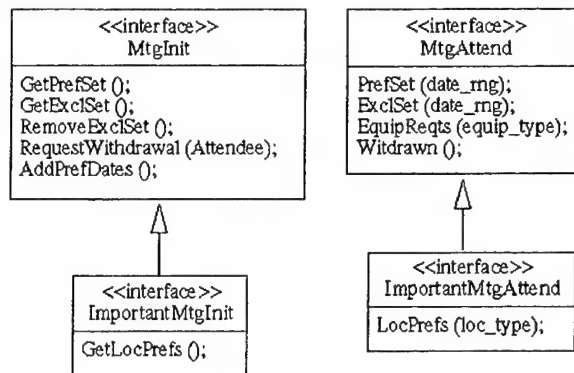 <<interface>>
MtgInit
GetPrefSet ();
GetExclSet ();
RemoveExclSet ();
RequestWithdrawal (Attendee);
AddPrefDates ();
<<interface>>
MtgAttend
PrefSet (date_rng);
ExclSet (date_rng);
EquipReqts (equip_type);
Witdrawn ();
<<interface>>
ImportantMtgInit
GetLocPrefs ();
<<interface>>
ImportantMtgAttend
LocPrefs (loc_type);